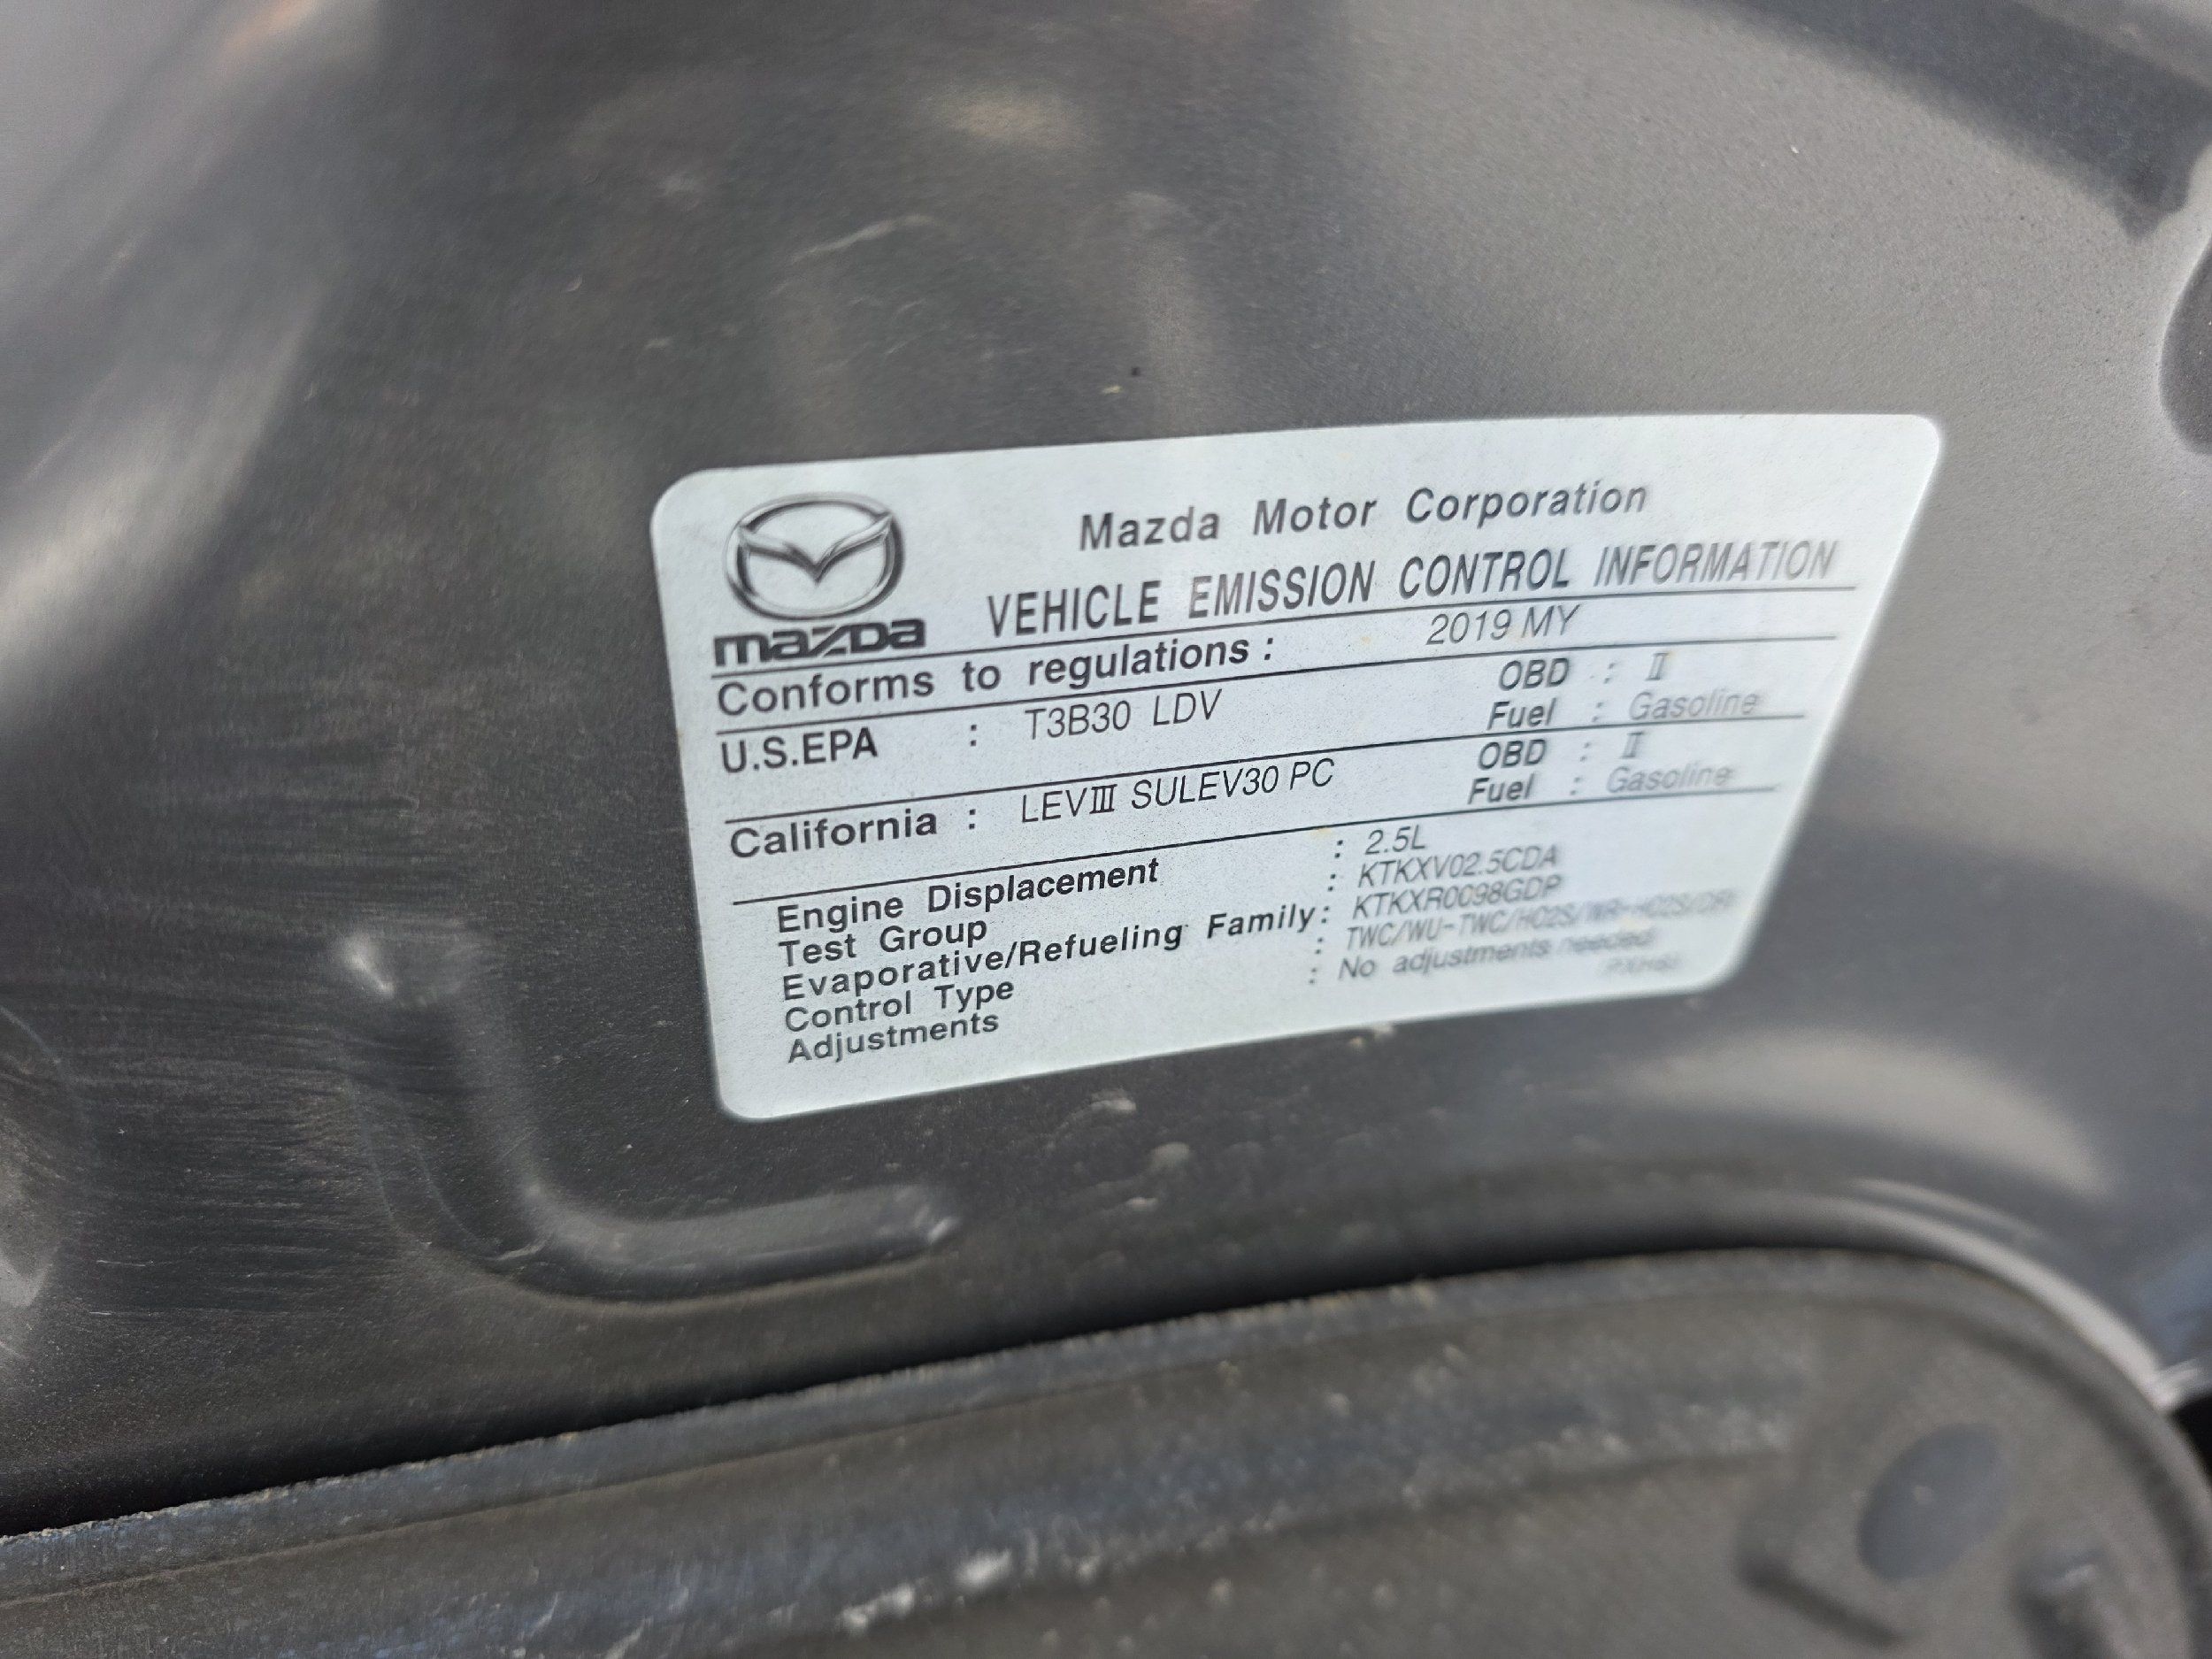 mazda
Mazda Motor Corporation
VEHICLE EMISSION CONTROL INFORMATION
Conforms to regulations : 2019 MY
U.S.EPA : T3B30 LDV OBD : II
Fuel : Gasoline
California : LEVIII SULEV30 PC OBD : II
Fuel : Gasoline
Engine Displacement : 2.5L
Test Group : KTKXV02.5CDA
Evaporative/Refueling Family : KTKXR0098GDP
Control Type : TWC/WU-TWC/HO2S/WR-HO2S/DFI
Adjustments : No adjustments needed